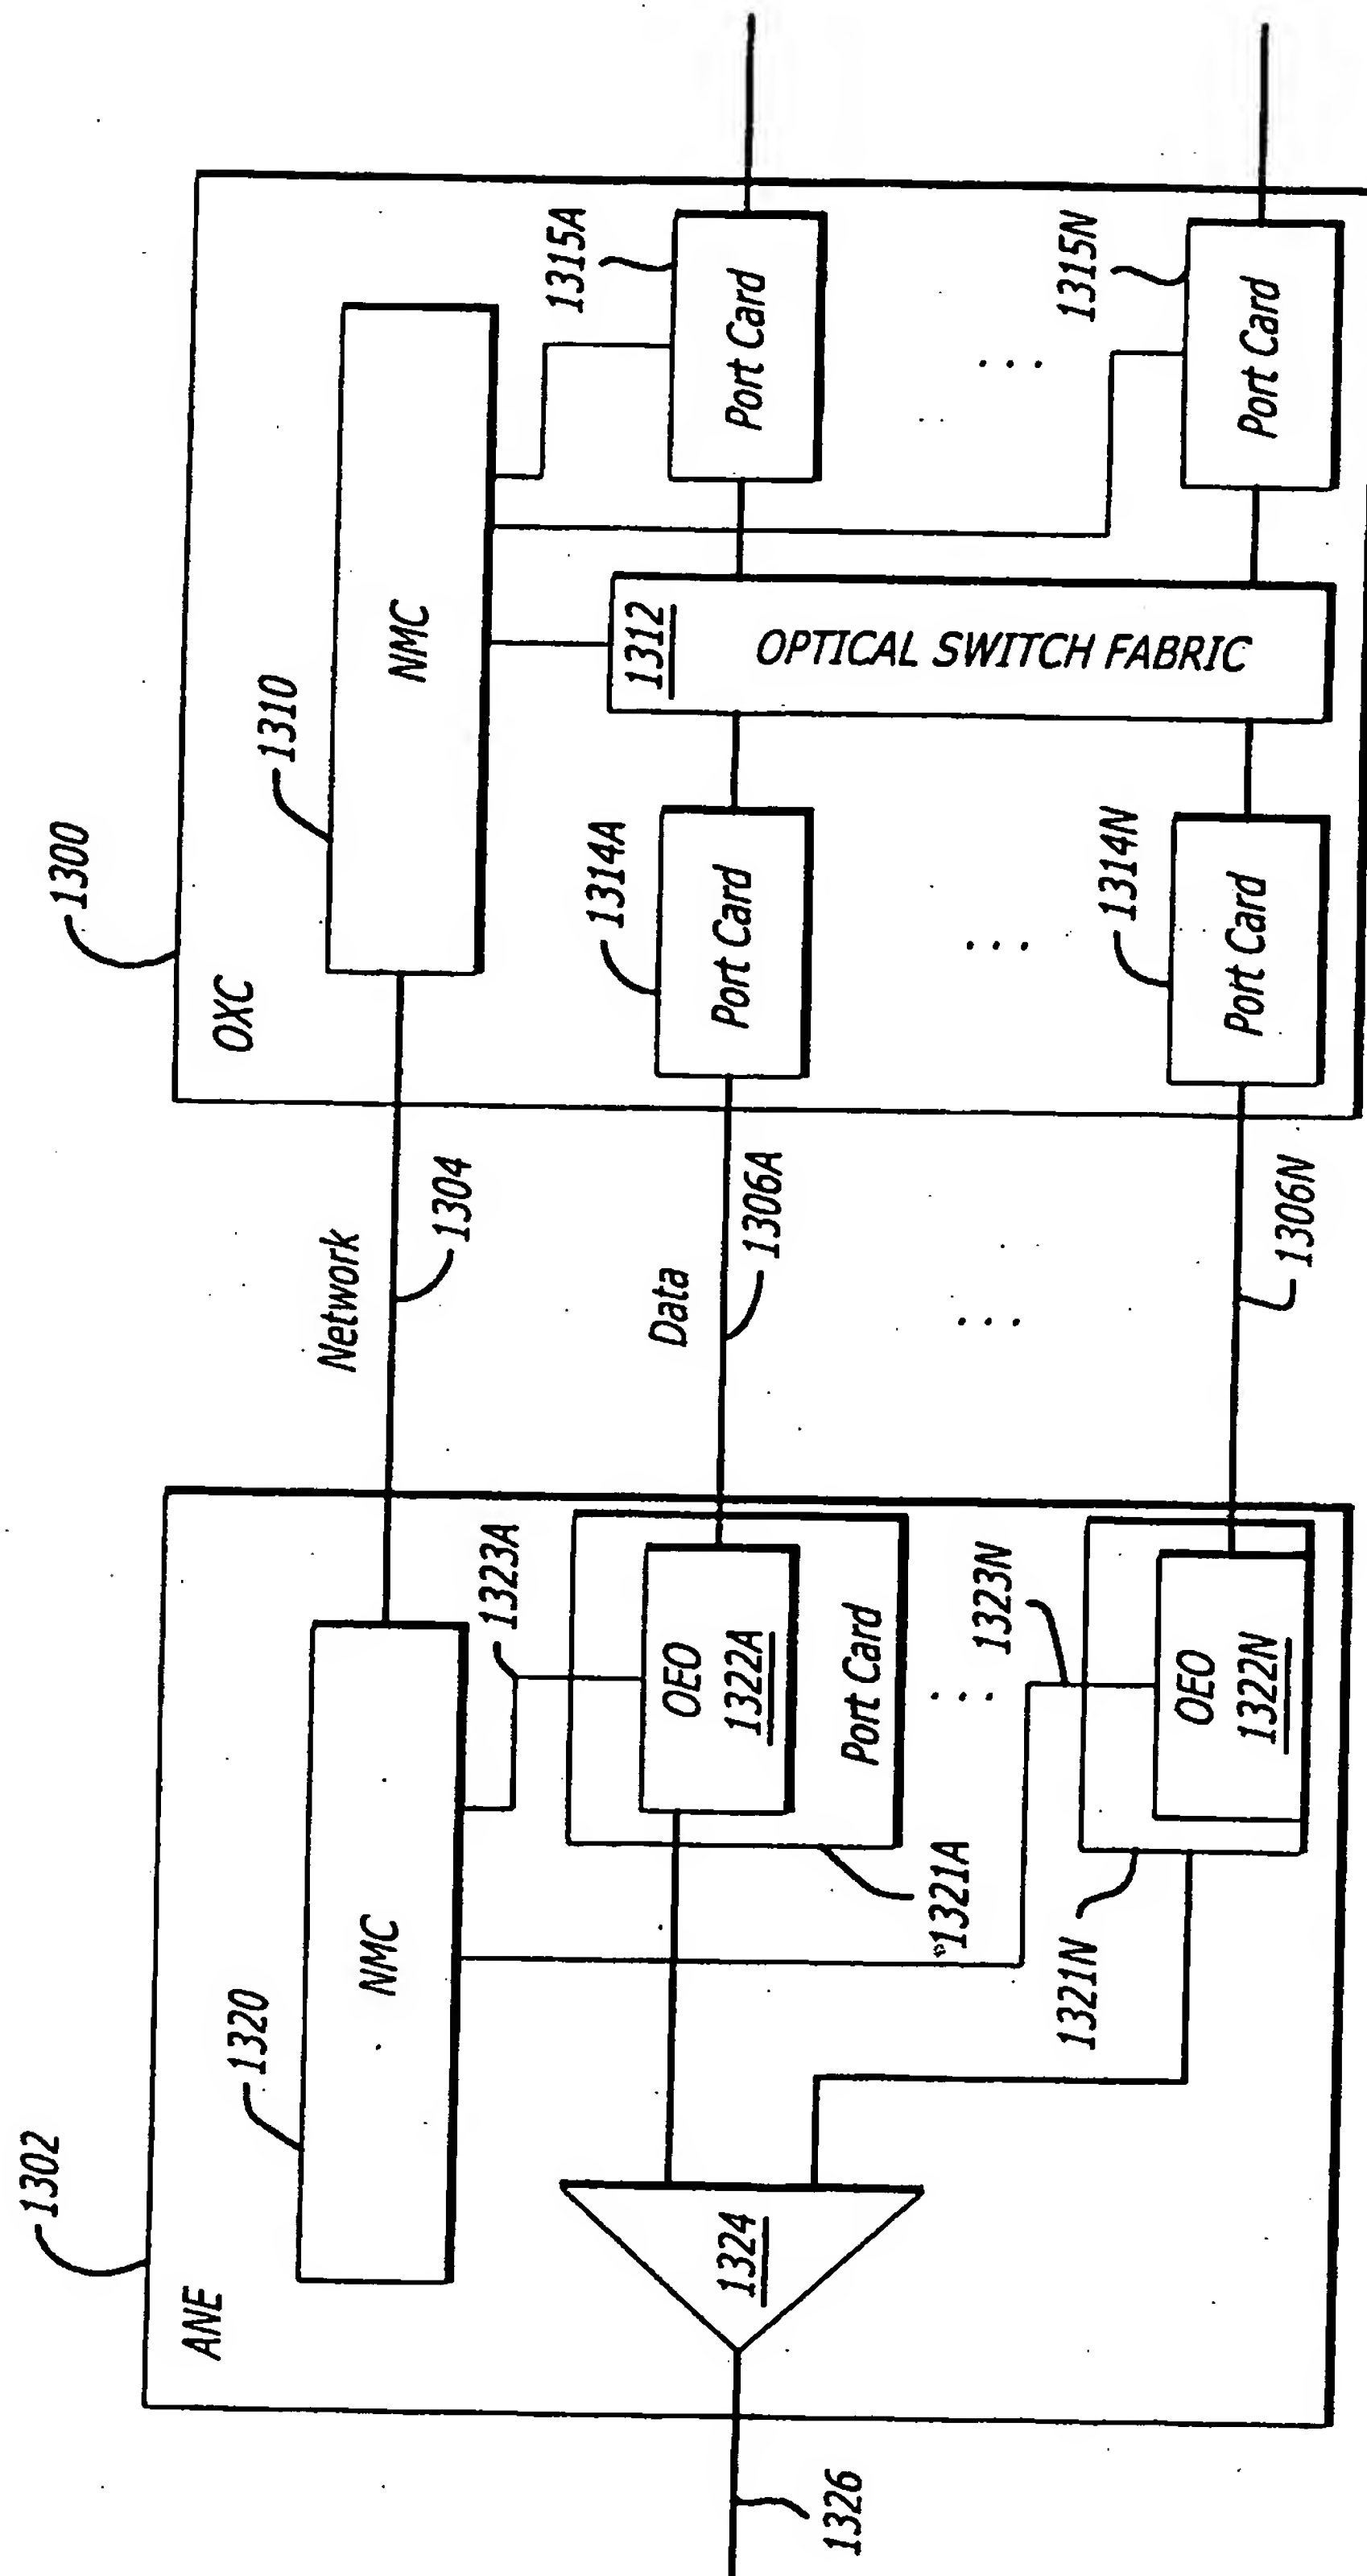 1302
ANE
1320
NMC
1323A
OEO
1322A
Port Card
1321A
...
1323N
OEO
1322N
1321N
1324
1326
Network
1304
Data
1306A
...
1306N
1300
OXC
1310
NMC
1314A
Port Card
...
1314N
Port Card
1312
OPTICAL SWITCH FABRIC
1315A
Port Card
...
1315N
Port Card